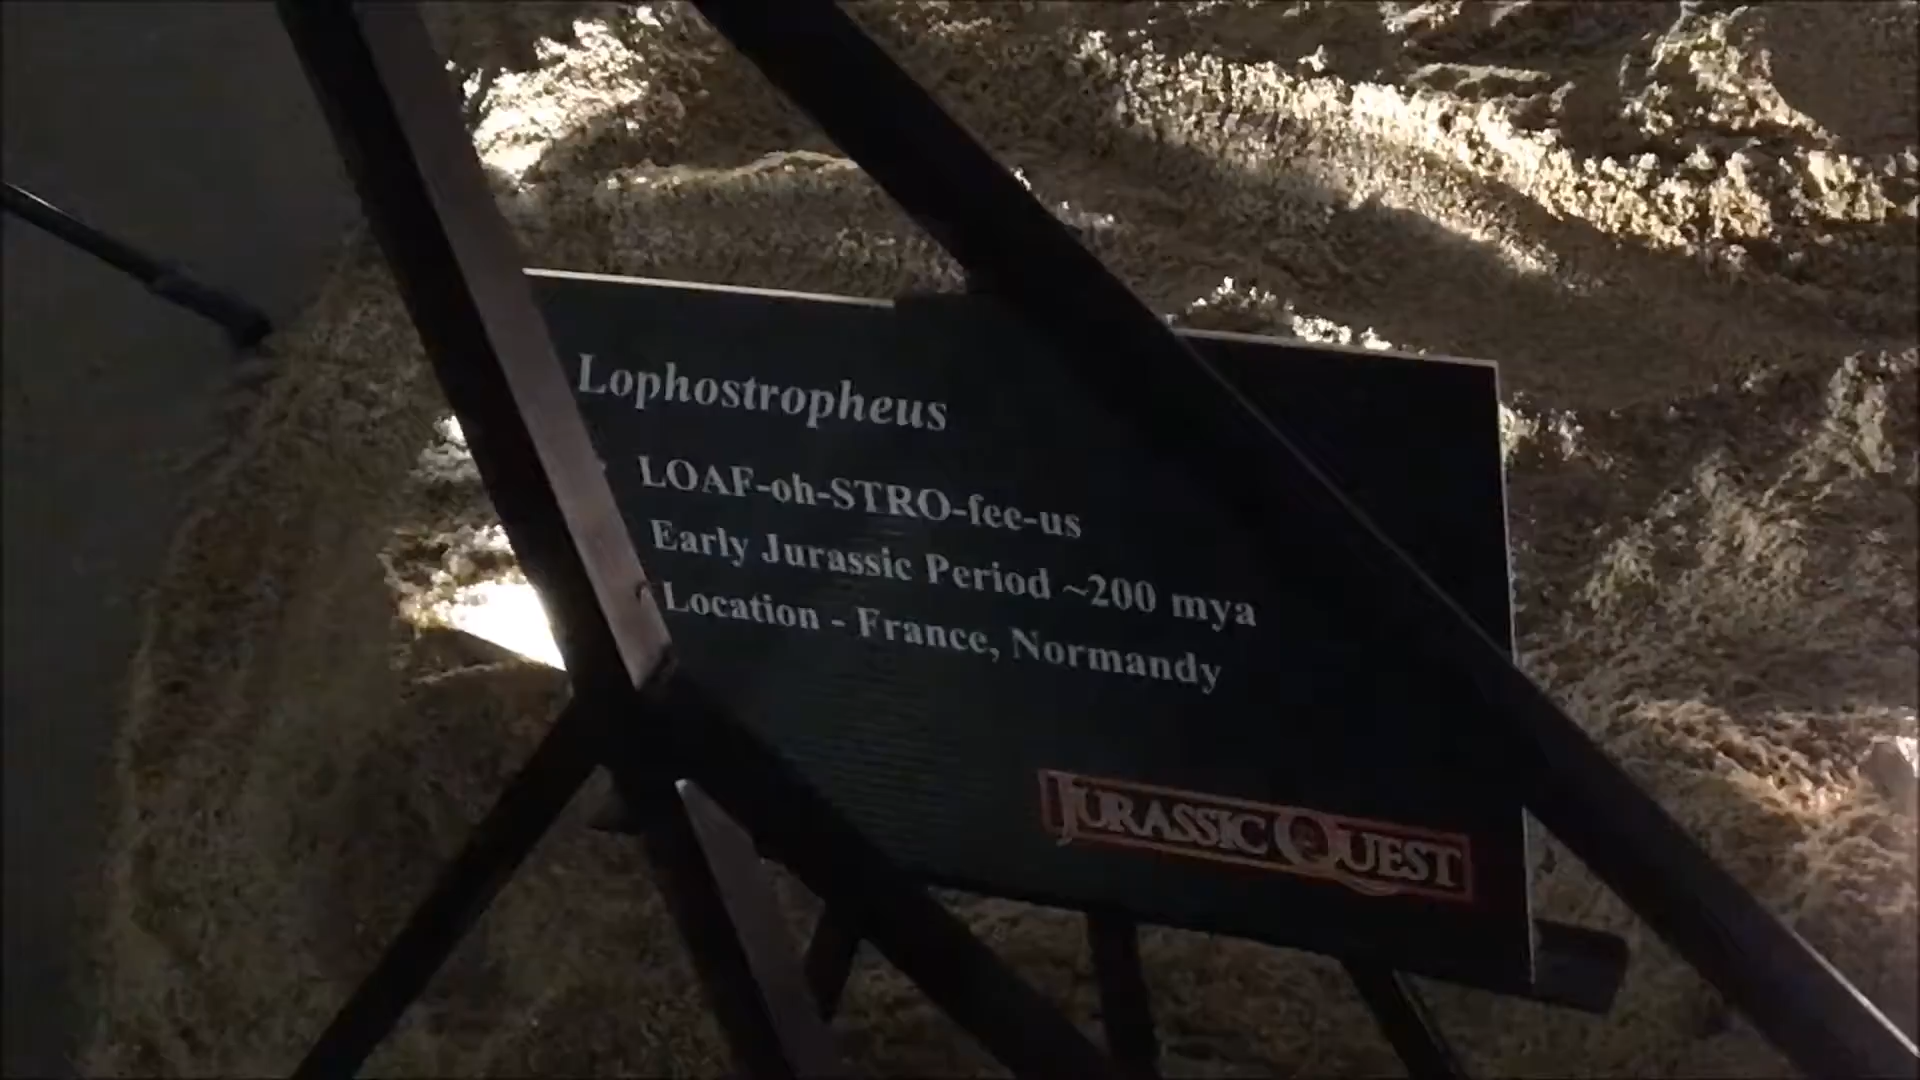 Lophostropheus
LOAF-oh-STRO-fee-us
Early Jurassic Period ~200 mya
Location - France, Normandy
JURASSIC QUEST